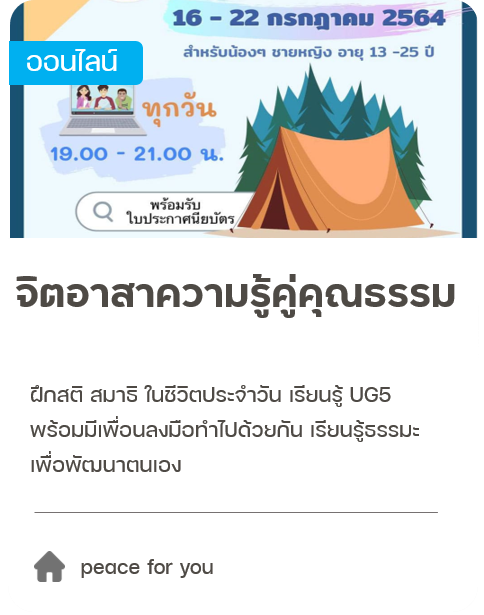 16 - 22 กรกฎาคม 2564
สำหรับน้องๆ ชายหญิง อายุ 13 -25 ปี
ออนไลน์
ทุกวัน
19.00 - 21.00 น.
พร้อมรับ
ใบประกาศนียบัตร
จิตอาสาความรู้คู่คุณธรรม
ฝึกสติ สมาธิ ในชีวิตประจำวัน เรียนรู้ UG5
พร้อมมีเพื่อนลงมือทำไปด้วยกัน เรียนรู้ธรรมะ
เพื่อพัฒนาตนเอง
peace for you